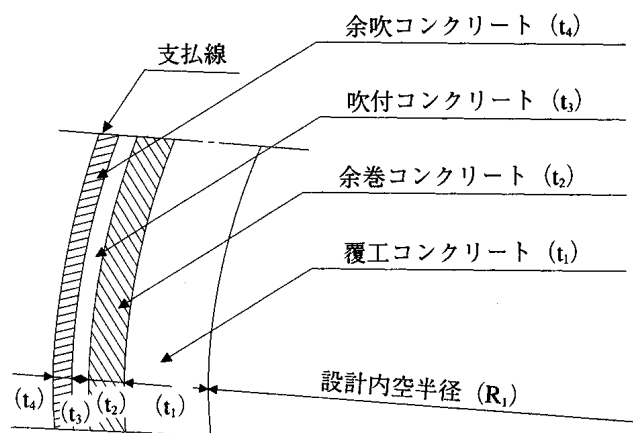 余吹コンクリート (t₄)
支払線
吹付コンクリート (t₃)
余巻コンクリート (t₂)
覆工コンクリート (t₁)
設計内空半径 (R₁)
(t₄)
(t₃)
(t₂)
(t₁)